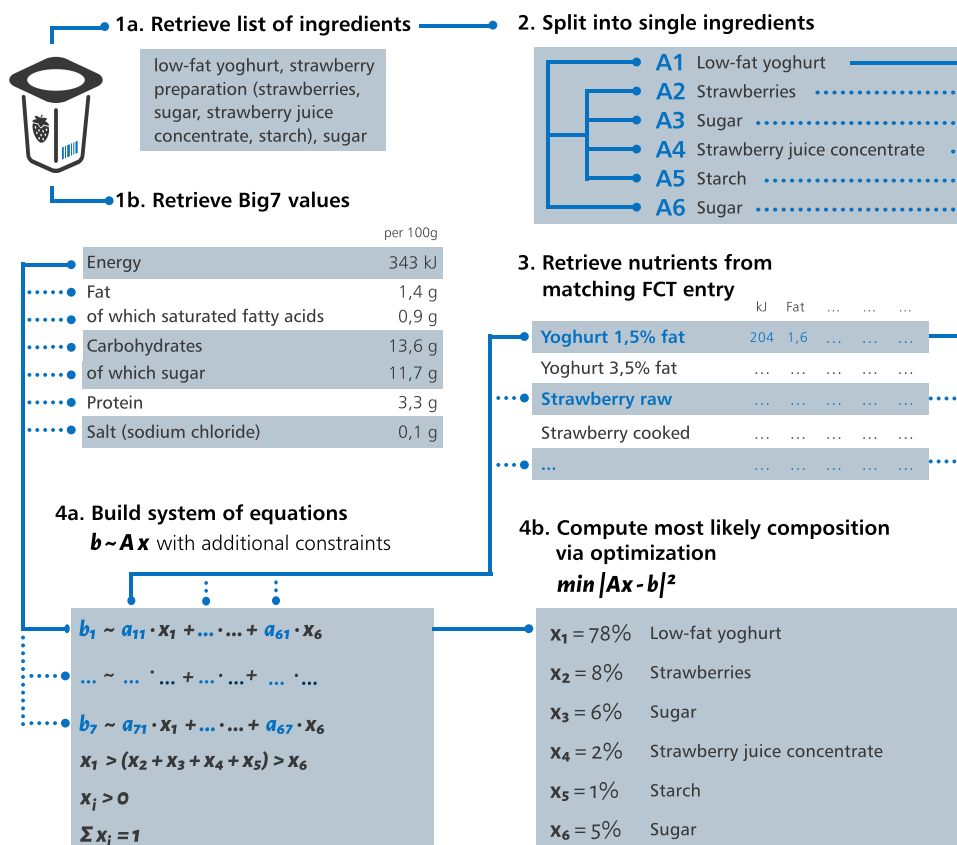 1a. Retrieve list of ingredients
low-fat yoghurt, strawberry
preparation (strawberries,
sugar, strawberry juice
concentrate, starch), sugar
1b. Retrieve Big7 values
per 100g
Energy 343 kJ
Fat 1,4 g
of which saturated fatty acids 0,9 g
Carbohydrates 13,6 g
of which sugar 11,7 g
Protein 3,3 g
Salt (sodium chloride) 0,1 g
2. Split into single ingredients
A1 Low-fat yoghurt
A2 Strawberries
A3 Sugar
A4 Strawberry juice concentrate
A5 Starch
A6 Sugar
3. Retrieve nutrients from
matching FCT entry
kJ Fat ... ... ...
Yoghurt 1,5% fat 204 1,6 ... ... ...
Yoghurt 3,5% fat ... ... ... ... ...
Strawberry raw ... ... ... ... ...
Strawberry cooked ... ... ... ... ...
... ... ... ... ... ...
4a. Build system of equations
b ~ A x with additional constraints
b₁ ~ a₁₁ · x₁ + ... · ... + a₆₁ · x₆
... ~ ... · ... + ... · ... + ... · ...
b₇ ~ a₇₁ · x₁ + ... · ... + a₆₇ · x₆
x₁ > (x₂ + x₃ + x₄ + x₅) > x₆
xᵢ > 0
Σ xᵢ = 1
4b. Compute most likely composition
via optimization
min |Ax - b|²
x₁ = 78% Low-fat yoghurt
x₂ = 8% Strawberries
x₃ = 6% Sugar
x₄ = 2% Strawberry juice concentrate
x₅ = 1% Starch
x₆ = 5% Sugar